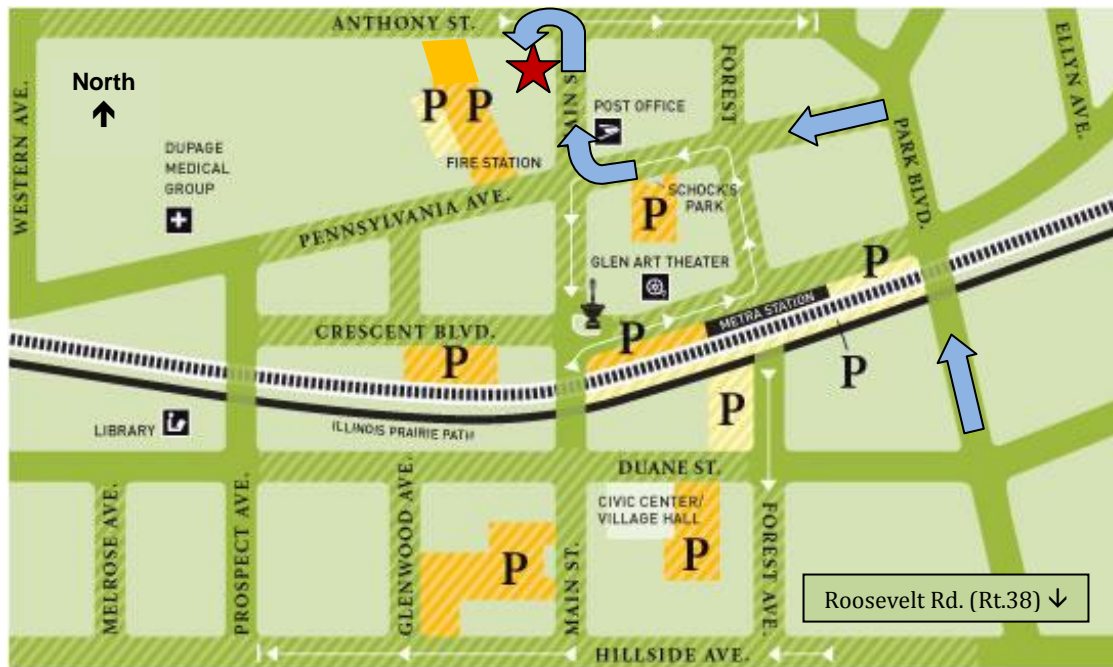 ANTHONY ST.
North
WESTERN AVE.
DUPAGE
MEDICAL
GROUP
P P
FIRE STATION
POST OFFICE
FOREST
PARK BLVD.
ELLYN AVE.
PENNSYLVANIA AVE.
SCHOCK'S
PARK
P
GLEN ART THEATER
P
METRA STATION
CRESCENT BLVD.
P
P
P
P
LIBRARY
ILLINOIS PRAIRIE PATH
DUANE ST.
CIVIC CENTER/
VILLAGE HALL
P
P
MELROSE AVE.
PROSPECT AVE.
GLENWOOD AVE.
MAIN ST.
FOREST AVE.
Roosevelt Rd. (Rt.38)
HILLSIDE AVE.